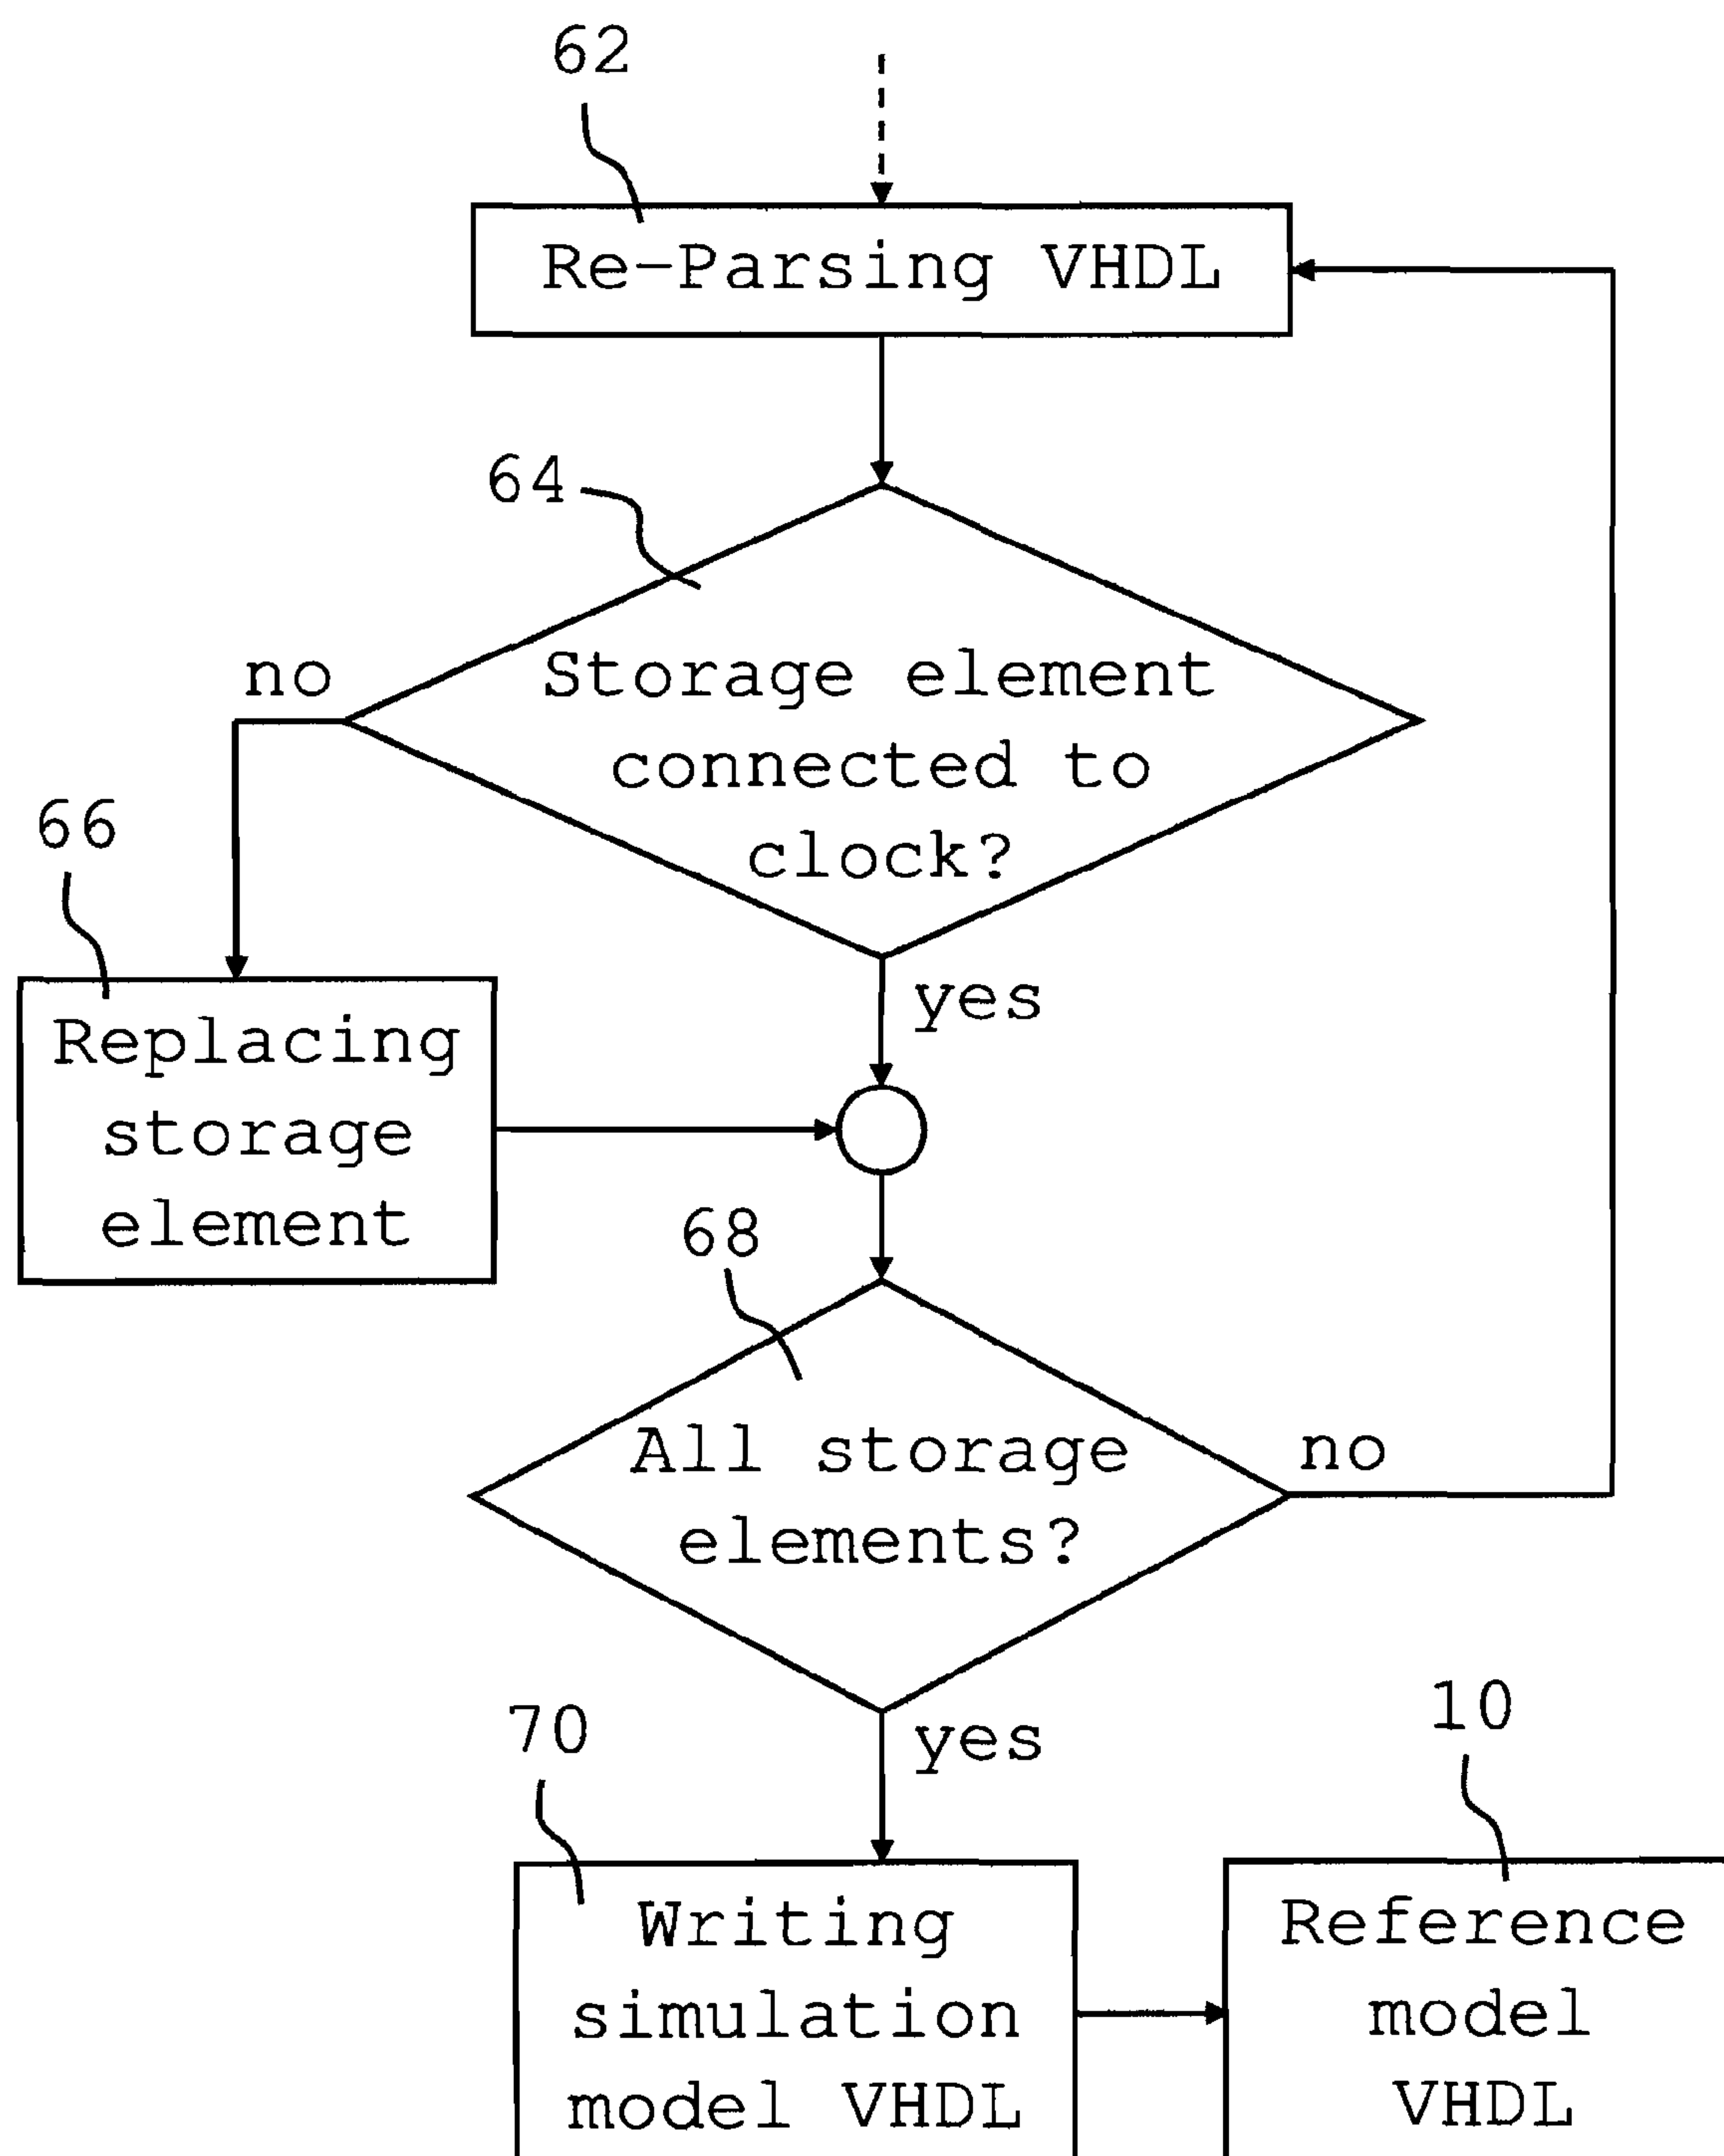 62
Re-Parsing VHDL
64
no
Storage element
connected to
clock?
66
yes
Replacing
storage
element
68
All storage
elements?
no
70
yes
10
Writing
simulation
model VHDL
Reference
model
VHDL